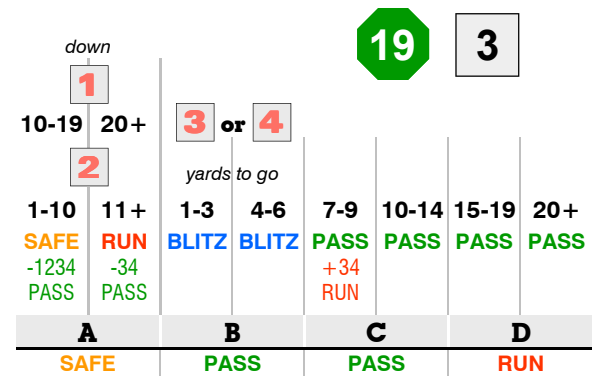 19 3
down
1
10-19 20+ 3 or 4
2 yards to go
1-10 11+ 1-3 4-6 7-9 10-14 15-19 20+
SAFE RUN BLITZ BLITZ PASS PASS PASS PASS
-1234 -34 +34
PASS PASS RUN
A B C D
SAFE PASS PASS RUN